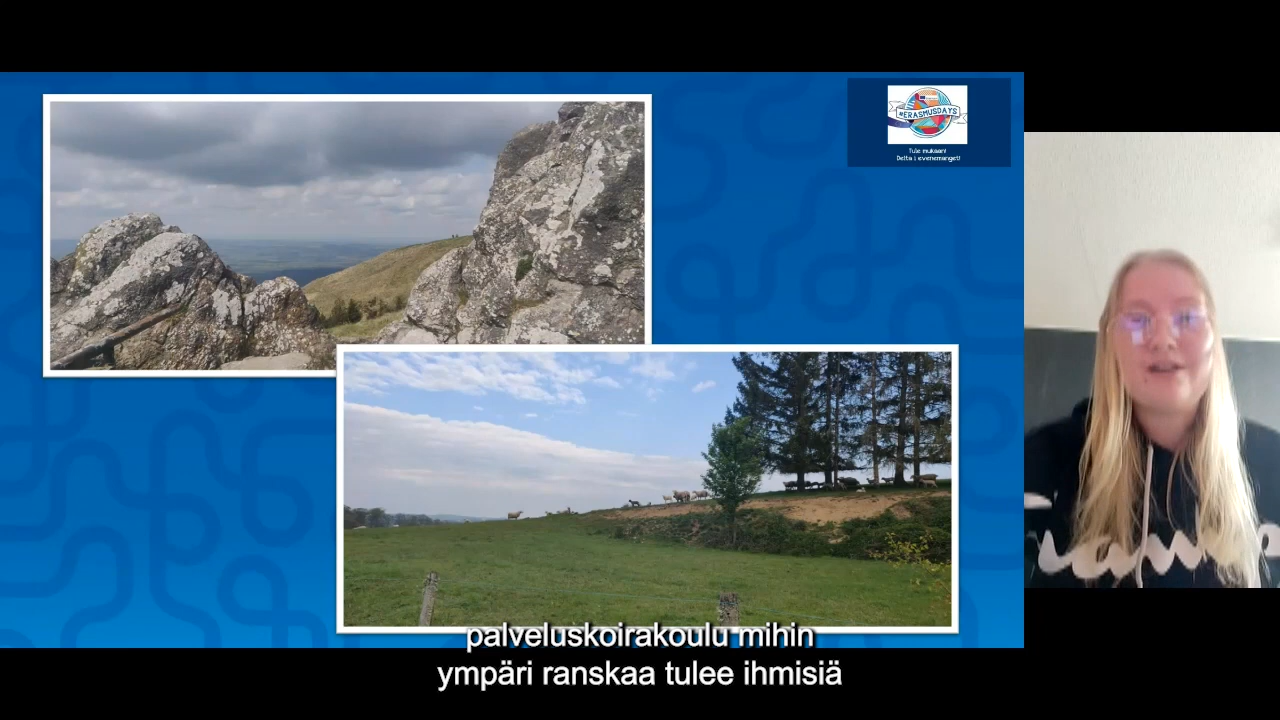 #ERASMUSDAYS
Tule mukaan!
Delta i evenemanget!
palveluskoirakoulu mihin
ympäri ranskaa tulee ihmisiä